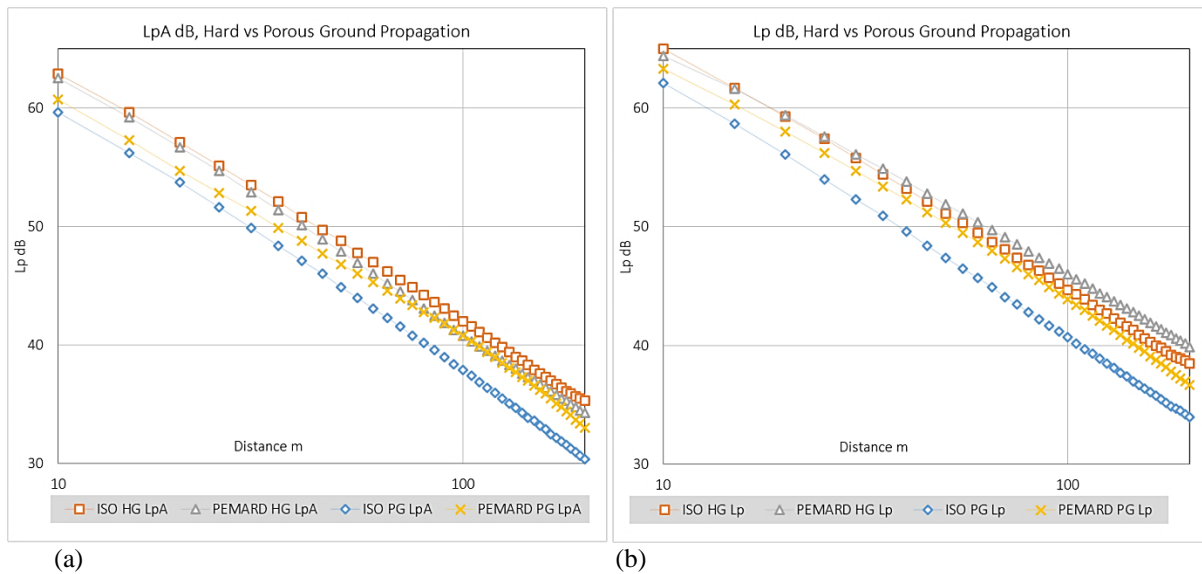 LpA dB, Hard vs Porous Ground Propagation
60
50
40
30
Lp dB
Distance m
10
100
ISO HG LpA
PEMARD HG LpA
ISO PG LpA
PEMARD PG LpA
(a)
Lp dB, Hard vs Porous Ground Propagation
60
50
40
30
Lp dB
Distance m
10
100
ISO HG Lp
PEMARD HG Lp
ISO PG Lp
PEMARD PG Lp
(b)